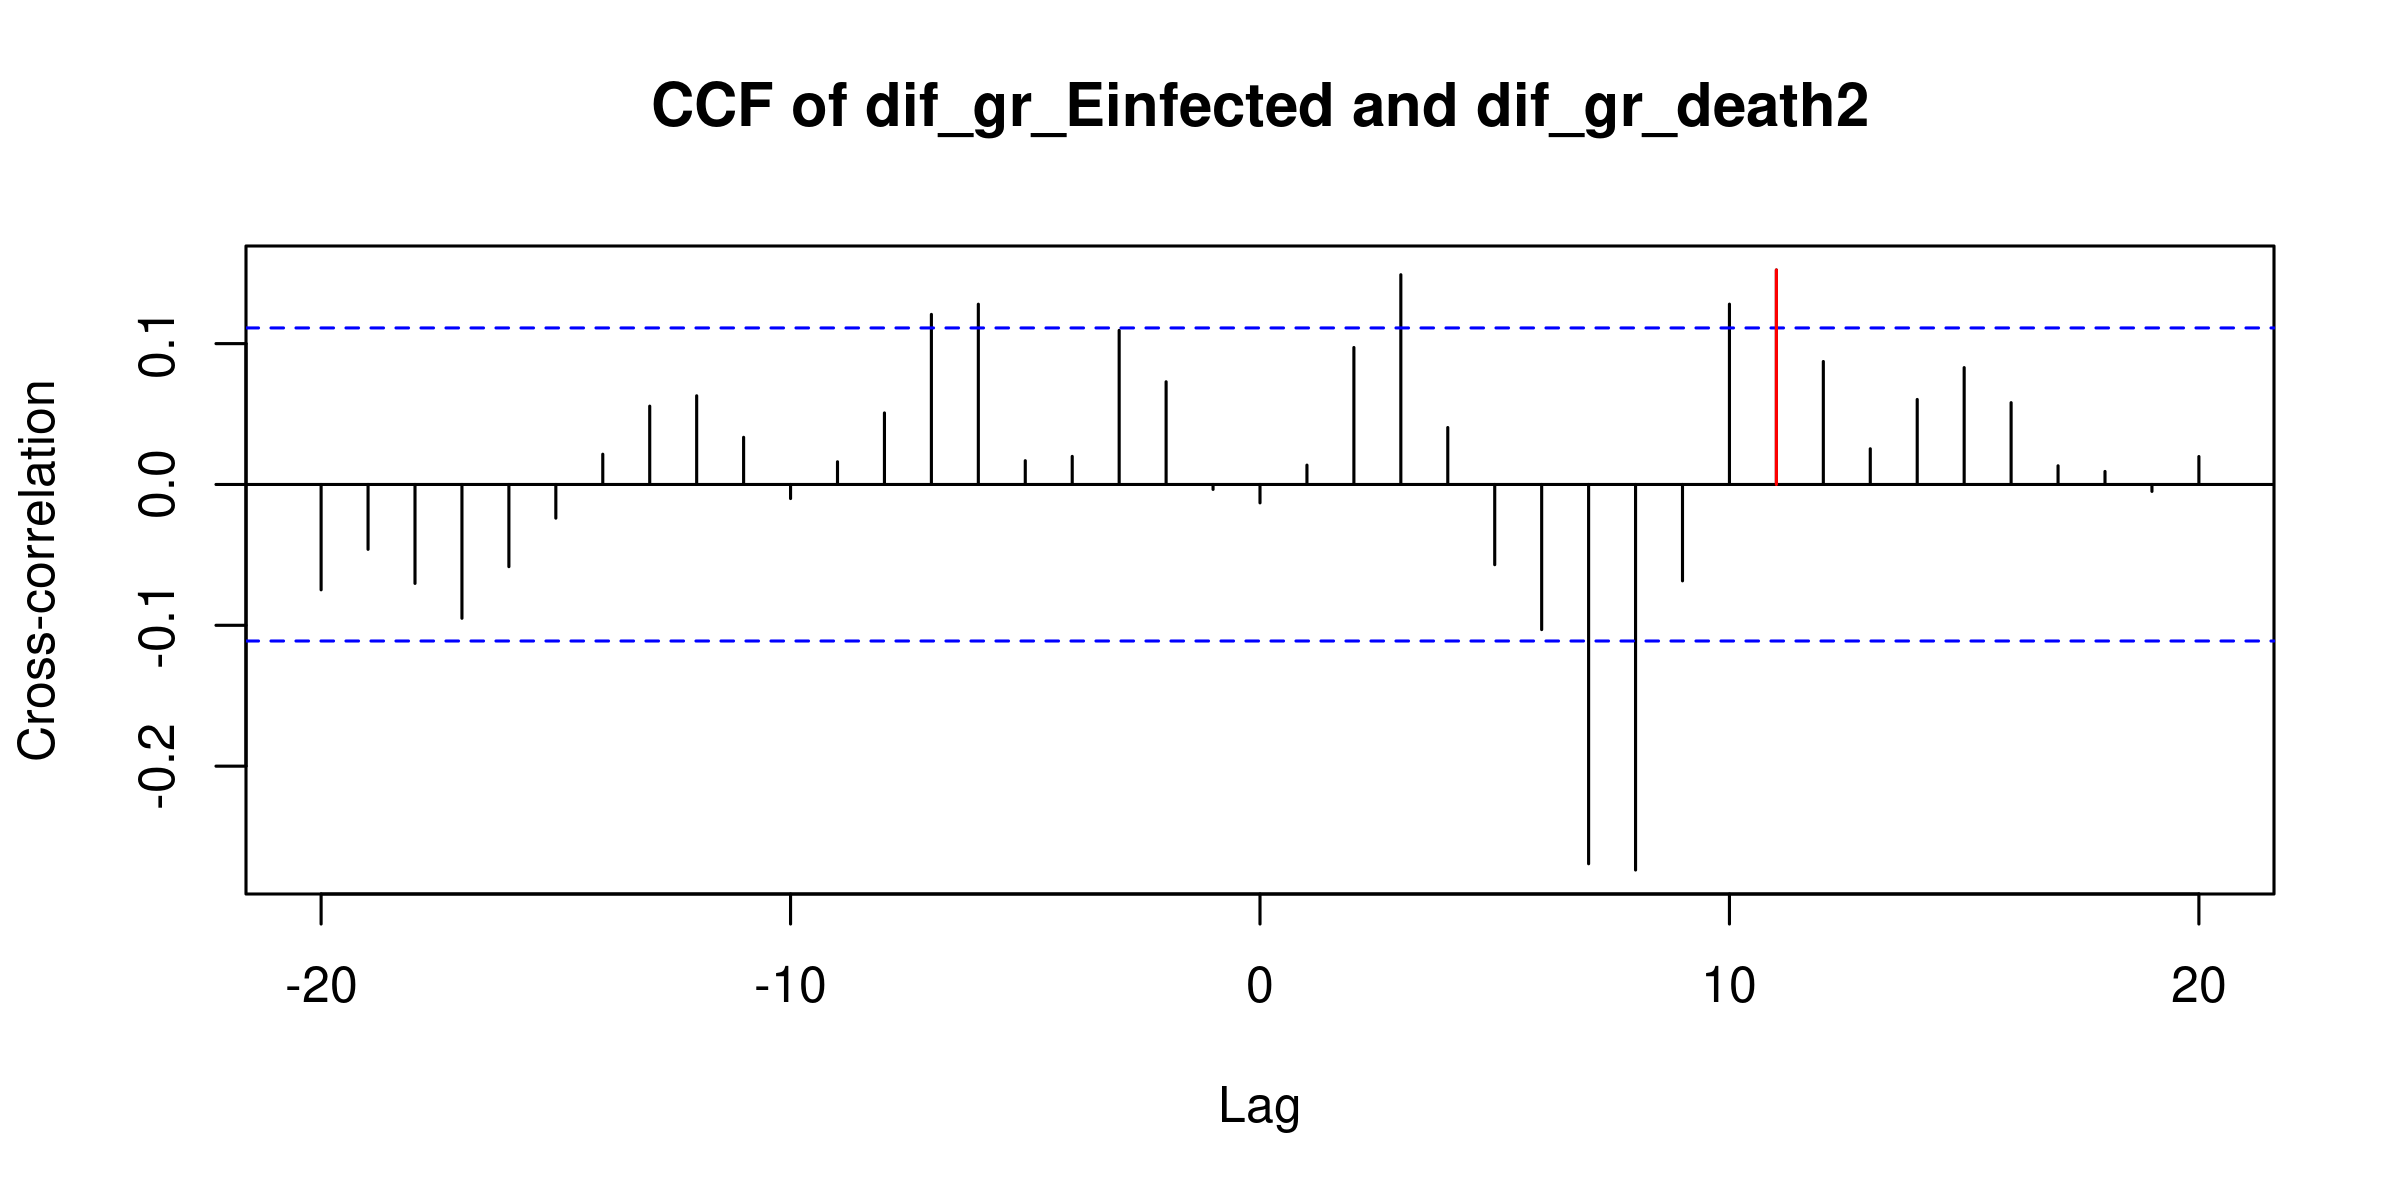 CCF of dif_gr_Einfected and dif_gr_death2
Cross-correlation
0.1
0.0
-0.1
-0.2
-20 -10 0 10 20
Lag